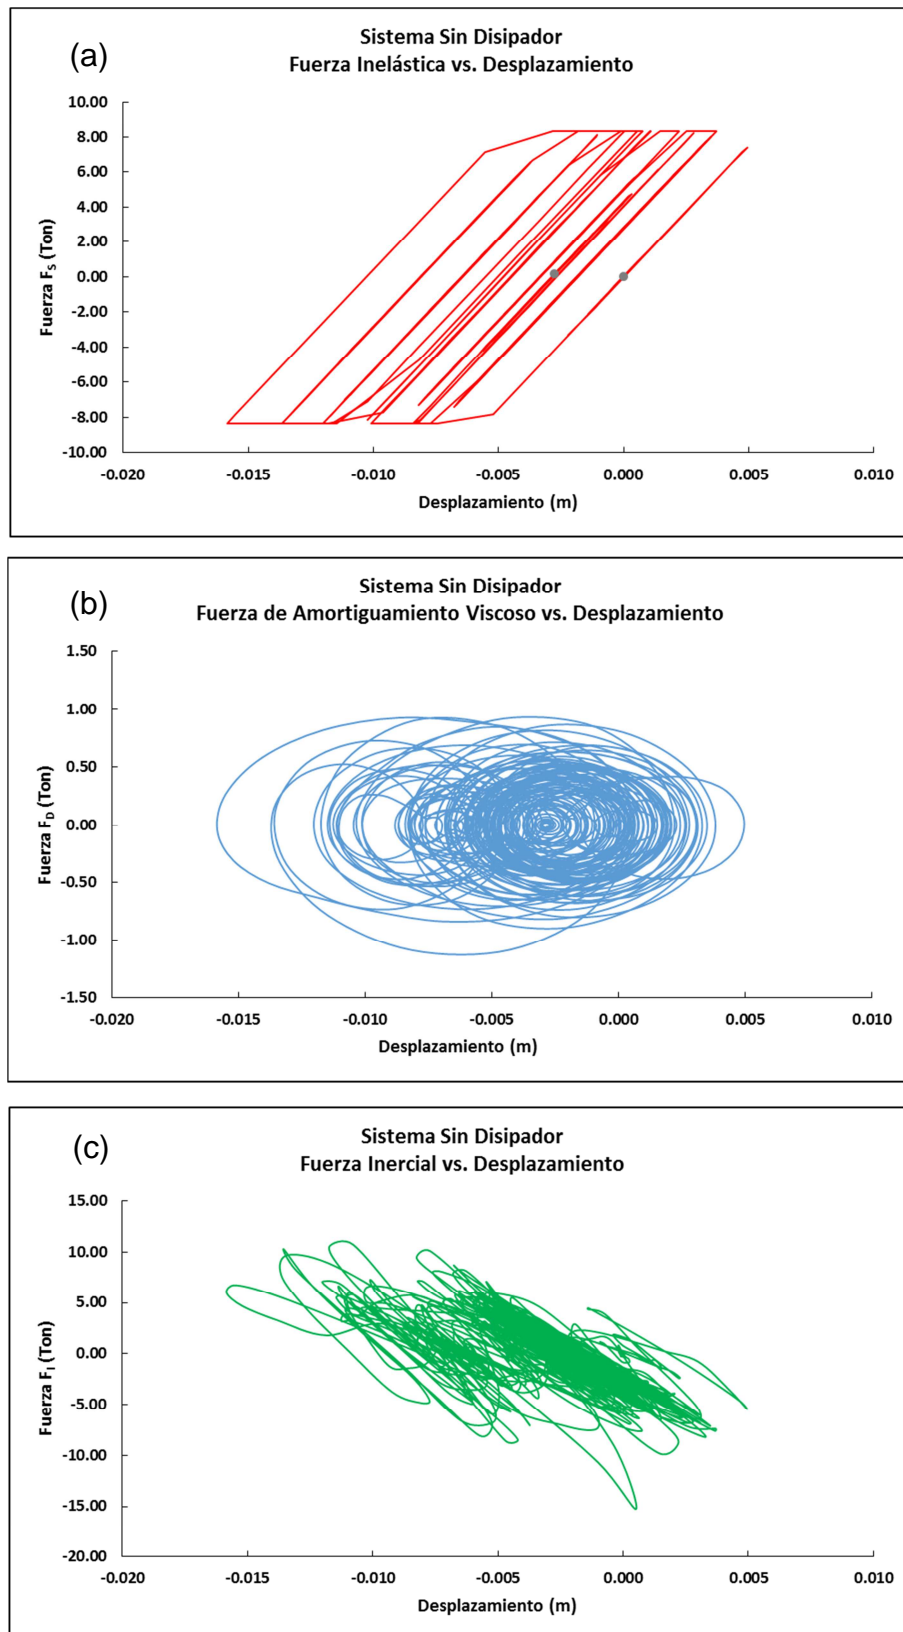 (a)
Sistema Sin Disipador
Fuerza Inelástica vs. Desplazamiento
10.00
8.00
6.00
4.00
2.00
0.00
-2.00
-4.00
-6.00
-8.00
-10.00
Fuerza FS (Ton)
-0.020 -0.015 -0.010 -0.005 0.000 0.005 0.010
Desplazamiento (m)
(b)
Sistema Sin Disipador
Fuerza de Amortiguamiento Viscoso vs. Desplazamiento
1.50
1.00
0.50
0.00
-0.50
-1.00
-1.50
Fuerza FD (Ton)
-0.020 -0.015 -0.010 -0.005 0.000 0.005 0.010
Desplazamiento (m)
(c)
Sistema Sin Disipador
Fuerza Inercial vs. Desplazamiento
15.00
10.00
5.00
0.00
-5.00
-10.00
-15.00
-20.00
Fuerza FI (Ton)
-0.020 -0.015 -0.010 -0.005 0.000 0.005 0.010
Desplazamiento (m)